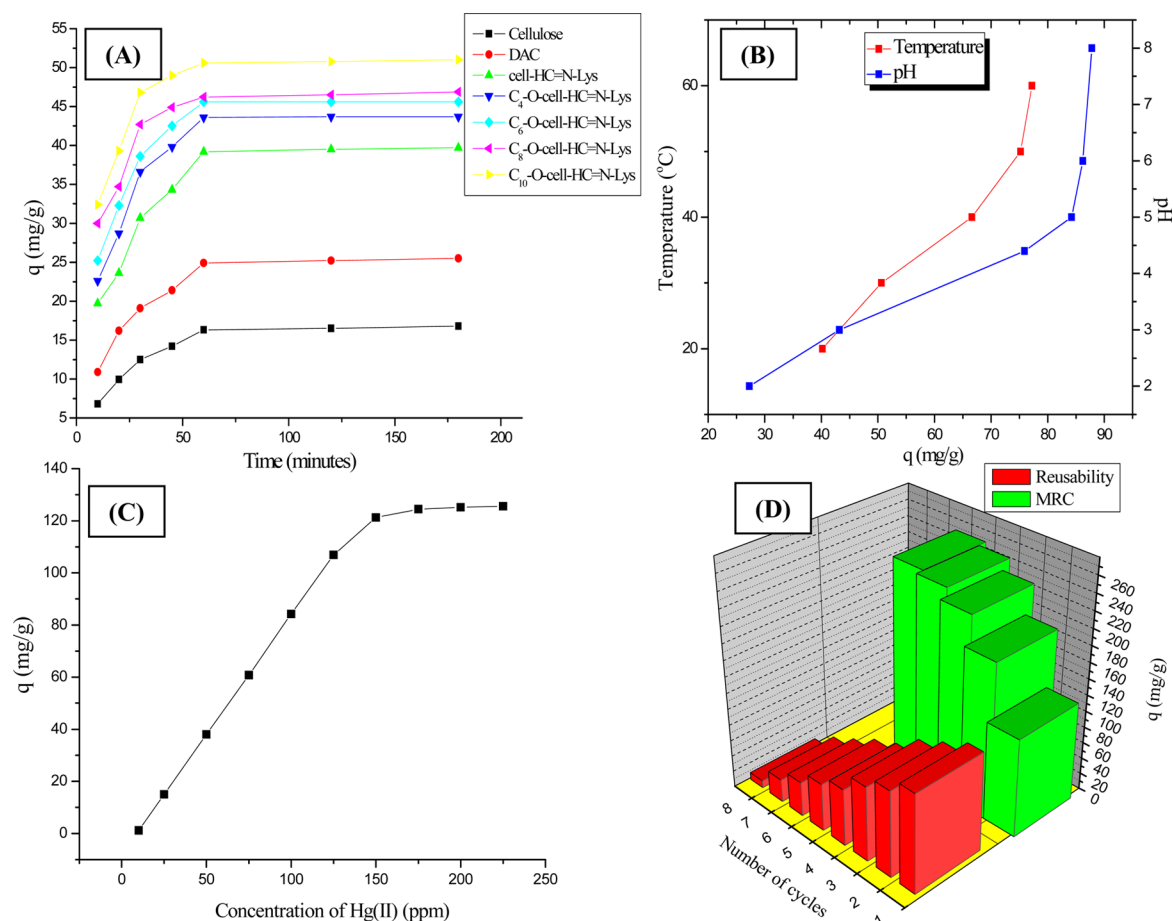 (A)
Cellulose
DAC
cell-HC=N-Lys
C4-O-cell-HC=N-Lys
C6-O-cell-HC=N-Lys
C8-O-cell-HC=N-Lys
C10-O-cell-HC=N-Lys
55
50
45
40
35
30
25
20
15
10
5
q (mg/g)
0 50 100 150 200
Time (minutes)
(B)
Temperature
pH
60
40
20
Temperature (°C)
8
7
6
5
4
3
2
pH
20 30 40 50 60 70 80 90
q (mg/g)
(C)
140
120
100
80
60
40
20
0
q (mg/g)
0 50 100 150 200 250
Concentration of Hg(II) (ppm)
(D)
Reusability
MRC
260
240
220
200
180
160
140
120
100
80
60
40
20
0
q (mg/g)
8
7
6
5
4
3
2
1
Number of cycles